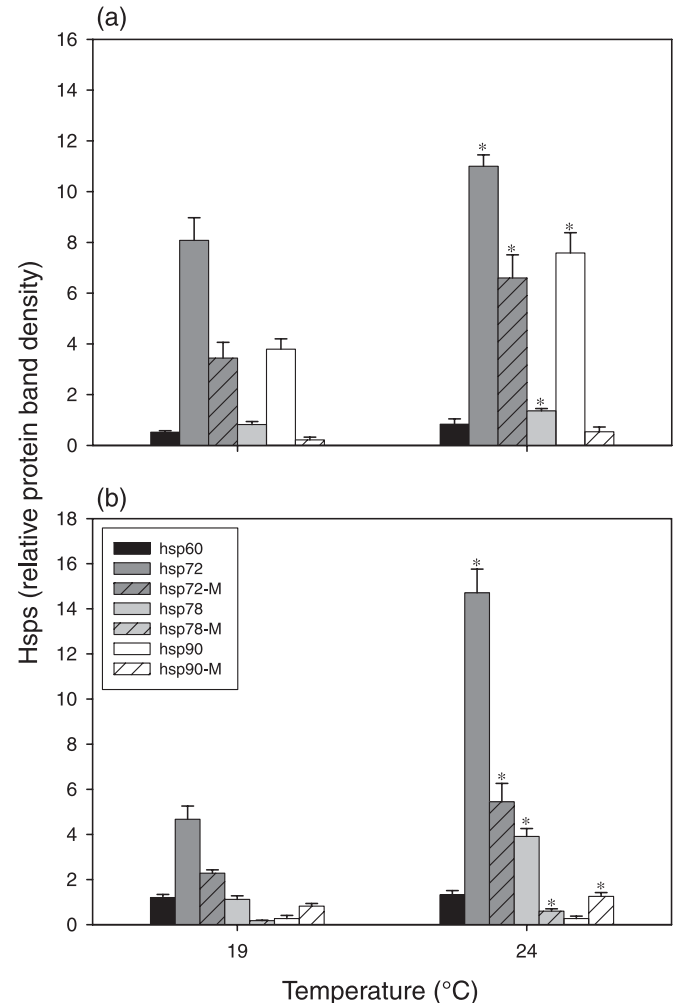 (a)
16
14
12
10
8
6
4
2
0
* * * *
(b)
18
16
14
12
10
8
6
4
2
0
hsp60
hsp72
hsp72-M
hsp78
hsp78-M
hsp90
hsp90-M
* * * * *
19 24
Temperature (°C)
Hsps (relative protein band density)